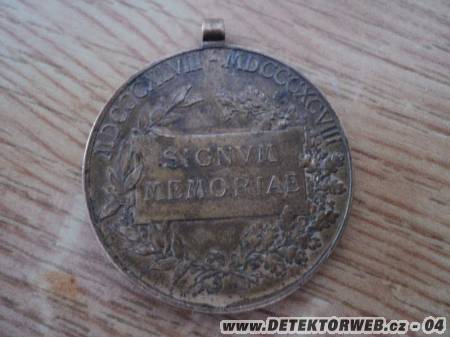 MDCCCXLVIII - MDCCCXCVIII
SIGNVM
MEMORIAE
www.DETEKTORWEB.cz - 04